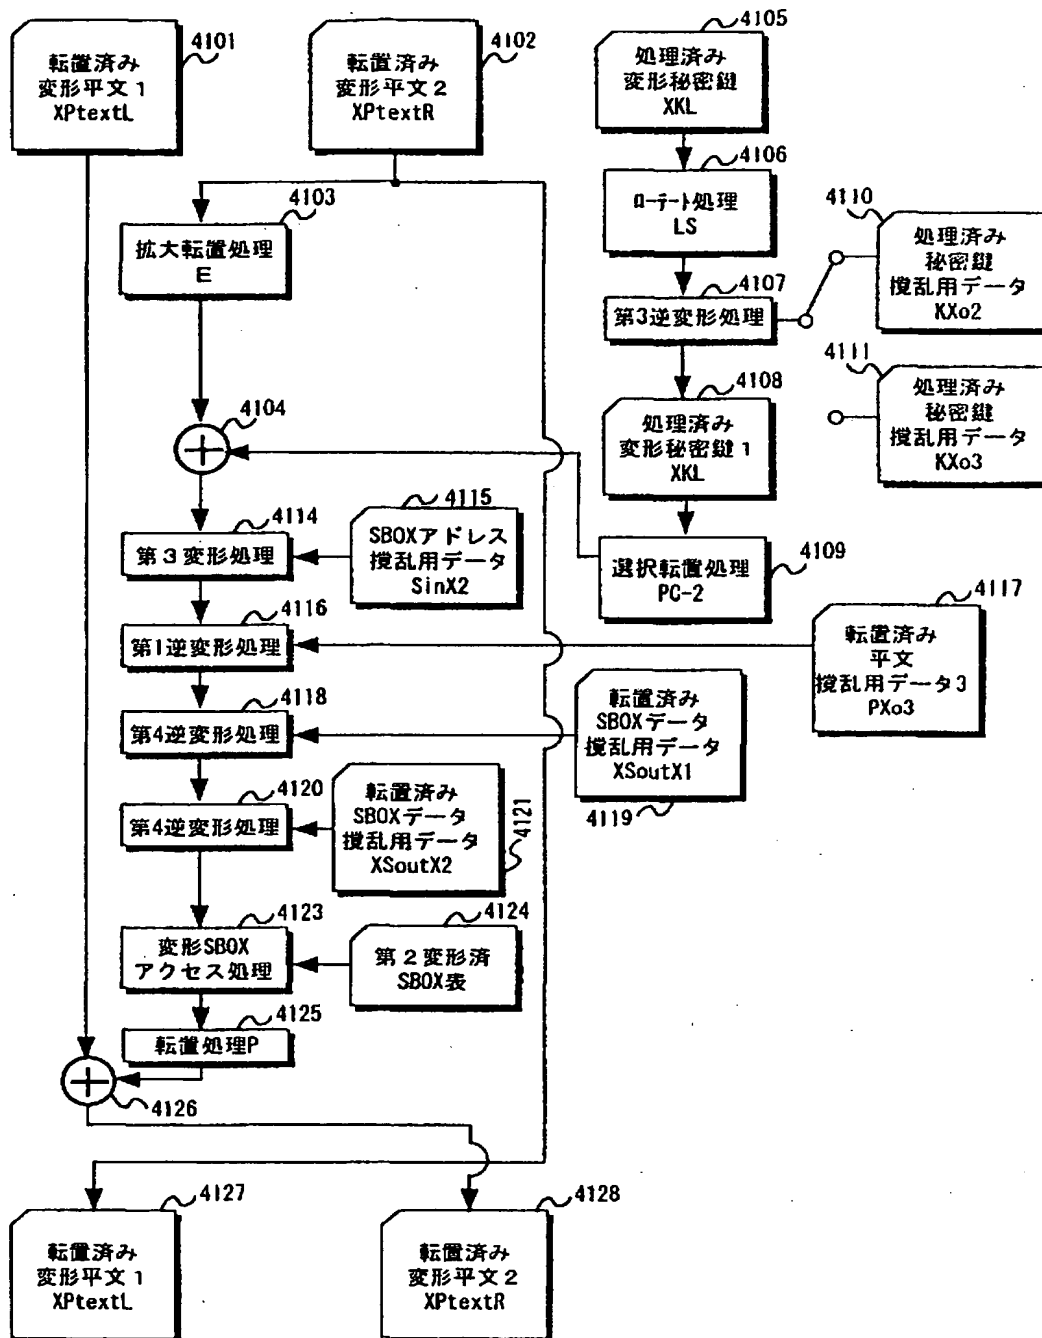 4101
転置済み
変形平文1
XPtextL
4102
転置済み
変形平文2
XPtextR
4105
処理済み
変形秘密鍵
XKL
4106
ローテート処理
LS
4103
拡大転置処理
E
4107
第3逆変形処理
4110
処理済み
秘密鍵
撹乱用データ
KXo2
4108
処理済み
変形秘密鍵1
XKL
4111
処理済み
秘密鍵
撹乱用データ
KXo3
4104
4114
第3変形処理
4115
SBOXアドレス
撹乱用データ
SinX2
4109
選択転置処理
PC-2
4116
第1逆変形処理
4117
転置済み
平文
撹乱用データ3
PXo3
4118
第4逆変形処理
転置済み
SBOXデータ
撹乱用データ
XSoutX1
4119
4120
第4逆変形処理
転置済み
SBOXデータ
撹乱用データ
XSoutX2
4121
4123
変形SBOX
アクセス処理
4124
第2変形済
SBOX表
4125
転置処理P
4126
4127
転置済み
変形平文1
XPtextL
4128
転置済み
変形平文2
XPtextR